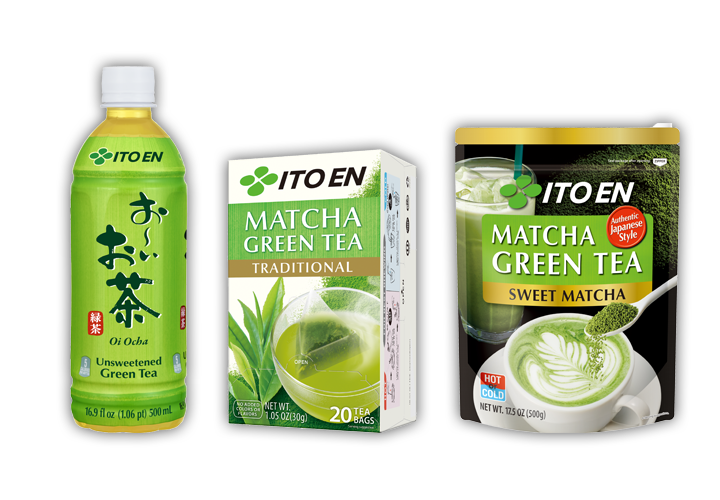 ITO EN
お～い
お茶
緑茶
Oi Ocha
Unsweetened
Green Tea
16.9 fl oz (1.06 pt) 500 mL
ITO EN
MATCHA
GREEN TEA
TRADITIONAL
OPEN
NO ADDED
COLORS OR
FLAVORS
NET WT.
1.05 OZ(30g)
20 TEA
BAGS
ITO EN
MATCHA
GREEN TEA
Authentic
Japanese
Style
SWEET MATCHA
HOT
COLD
NET WT. 17.5 OZ (500g)